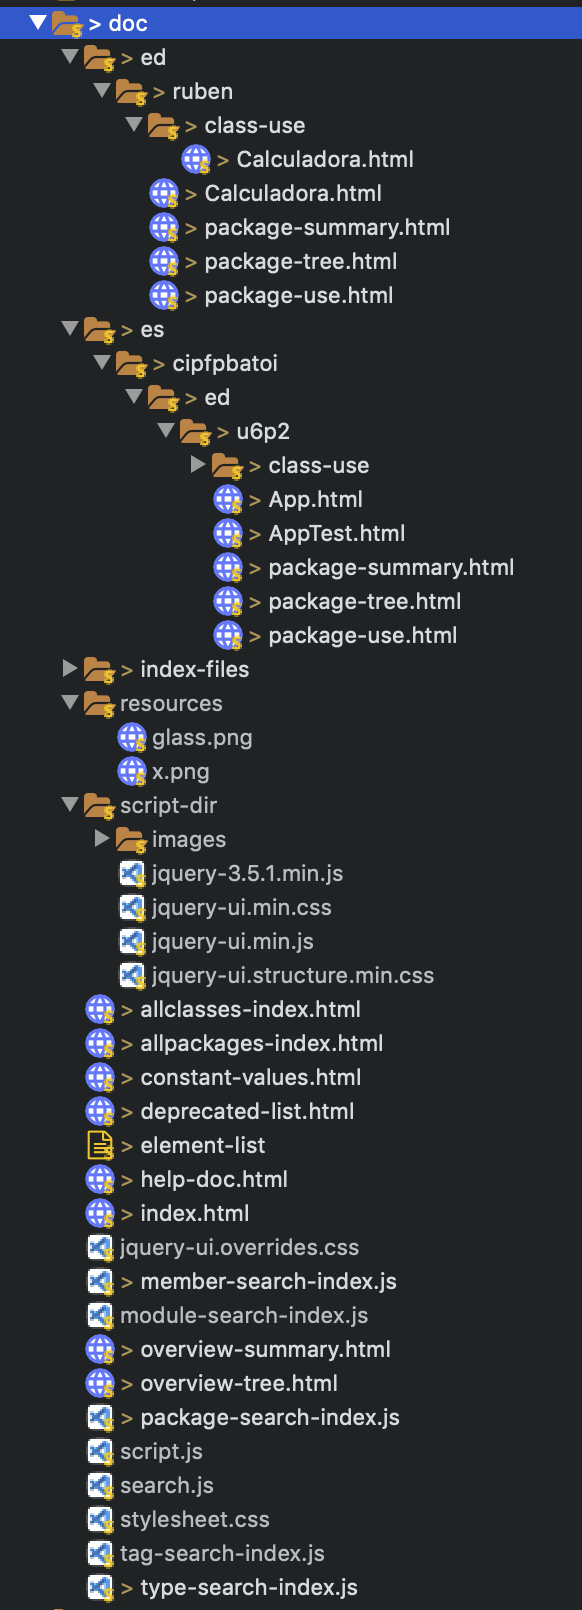 > doc
> ed
> ruben
> class-use
> Calculadora.html
> Calculadora.html
> package-summary.html
> package-tree.html
> package-use.html
> es
> cipfpbatoi
> ed
> u6p2
> class-use
> App.html
> AppTest.html
> package-summary.html
> package-tree.html
> package-use.html
> index-files
resources
glass.png
x.png
script-dir
images
jquery-3.5.1.min.js
jquery-ui.min.css
jquery-ui.min.js
jquery-ui.structure.min.css
> allclasses-index.html
> allpackages-index.html
> constant-values.html
> deprecated-list.html
> element-list
> help-doc.html
> index.html
jquery-ui.overrides.css
> member-search-index.js
module-search-index.js
> overview-summary.html
> overview-tree.html
> package-search-index.js
script.js
search.js
stylesheet.css
tag-search-index.js
> type-search-index.js